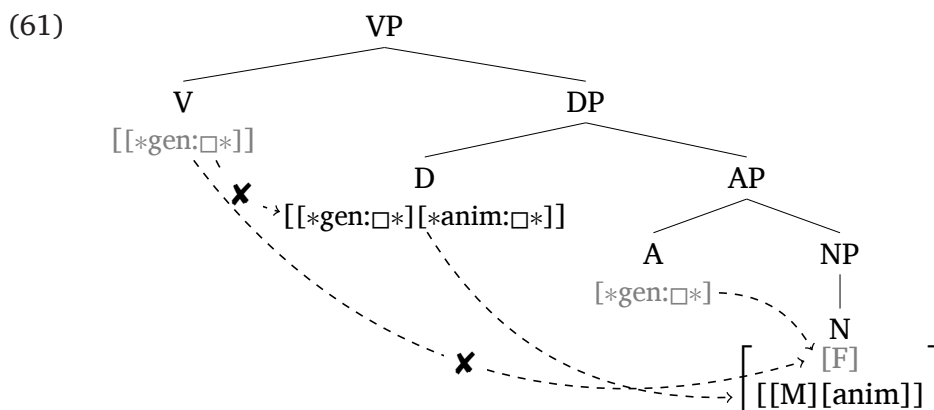 (61) VP
V DP
[[∗gen:□∗]]
D AP
✘
[[∗gen:□∗][∗anim:□∗]]
A NP
[∗gen:□∗]
N
✘ [F]
[[M][anim]]